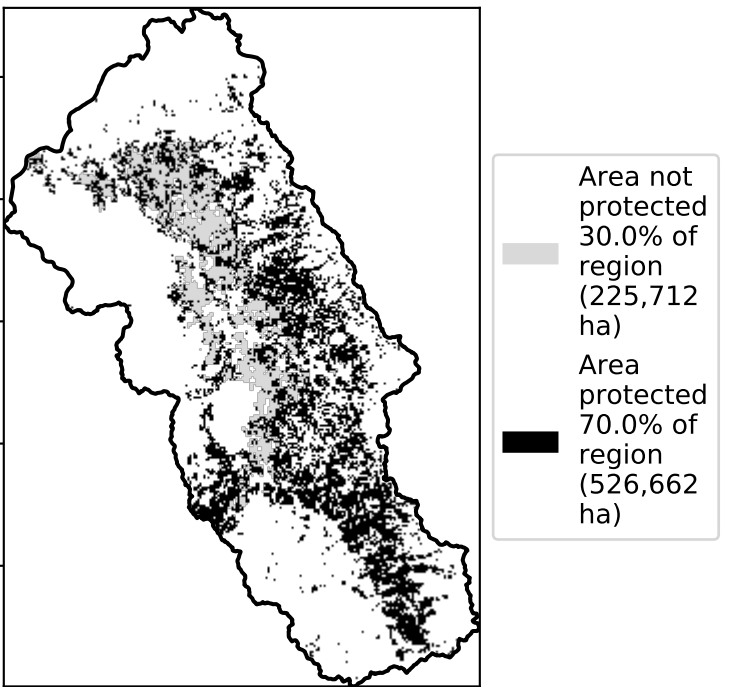 Area not
protected
30.0% of
region
(225,712
ha)
Area
protected
70.0% of
region
(526,662
ha)